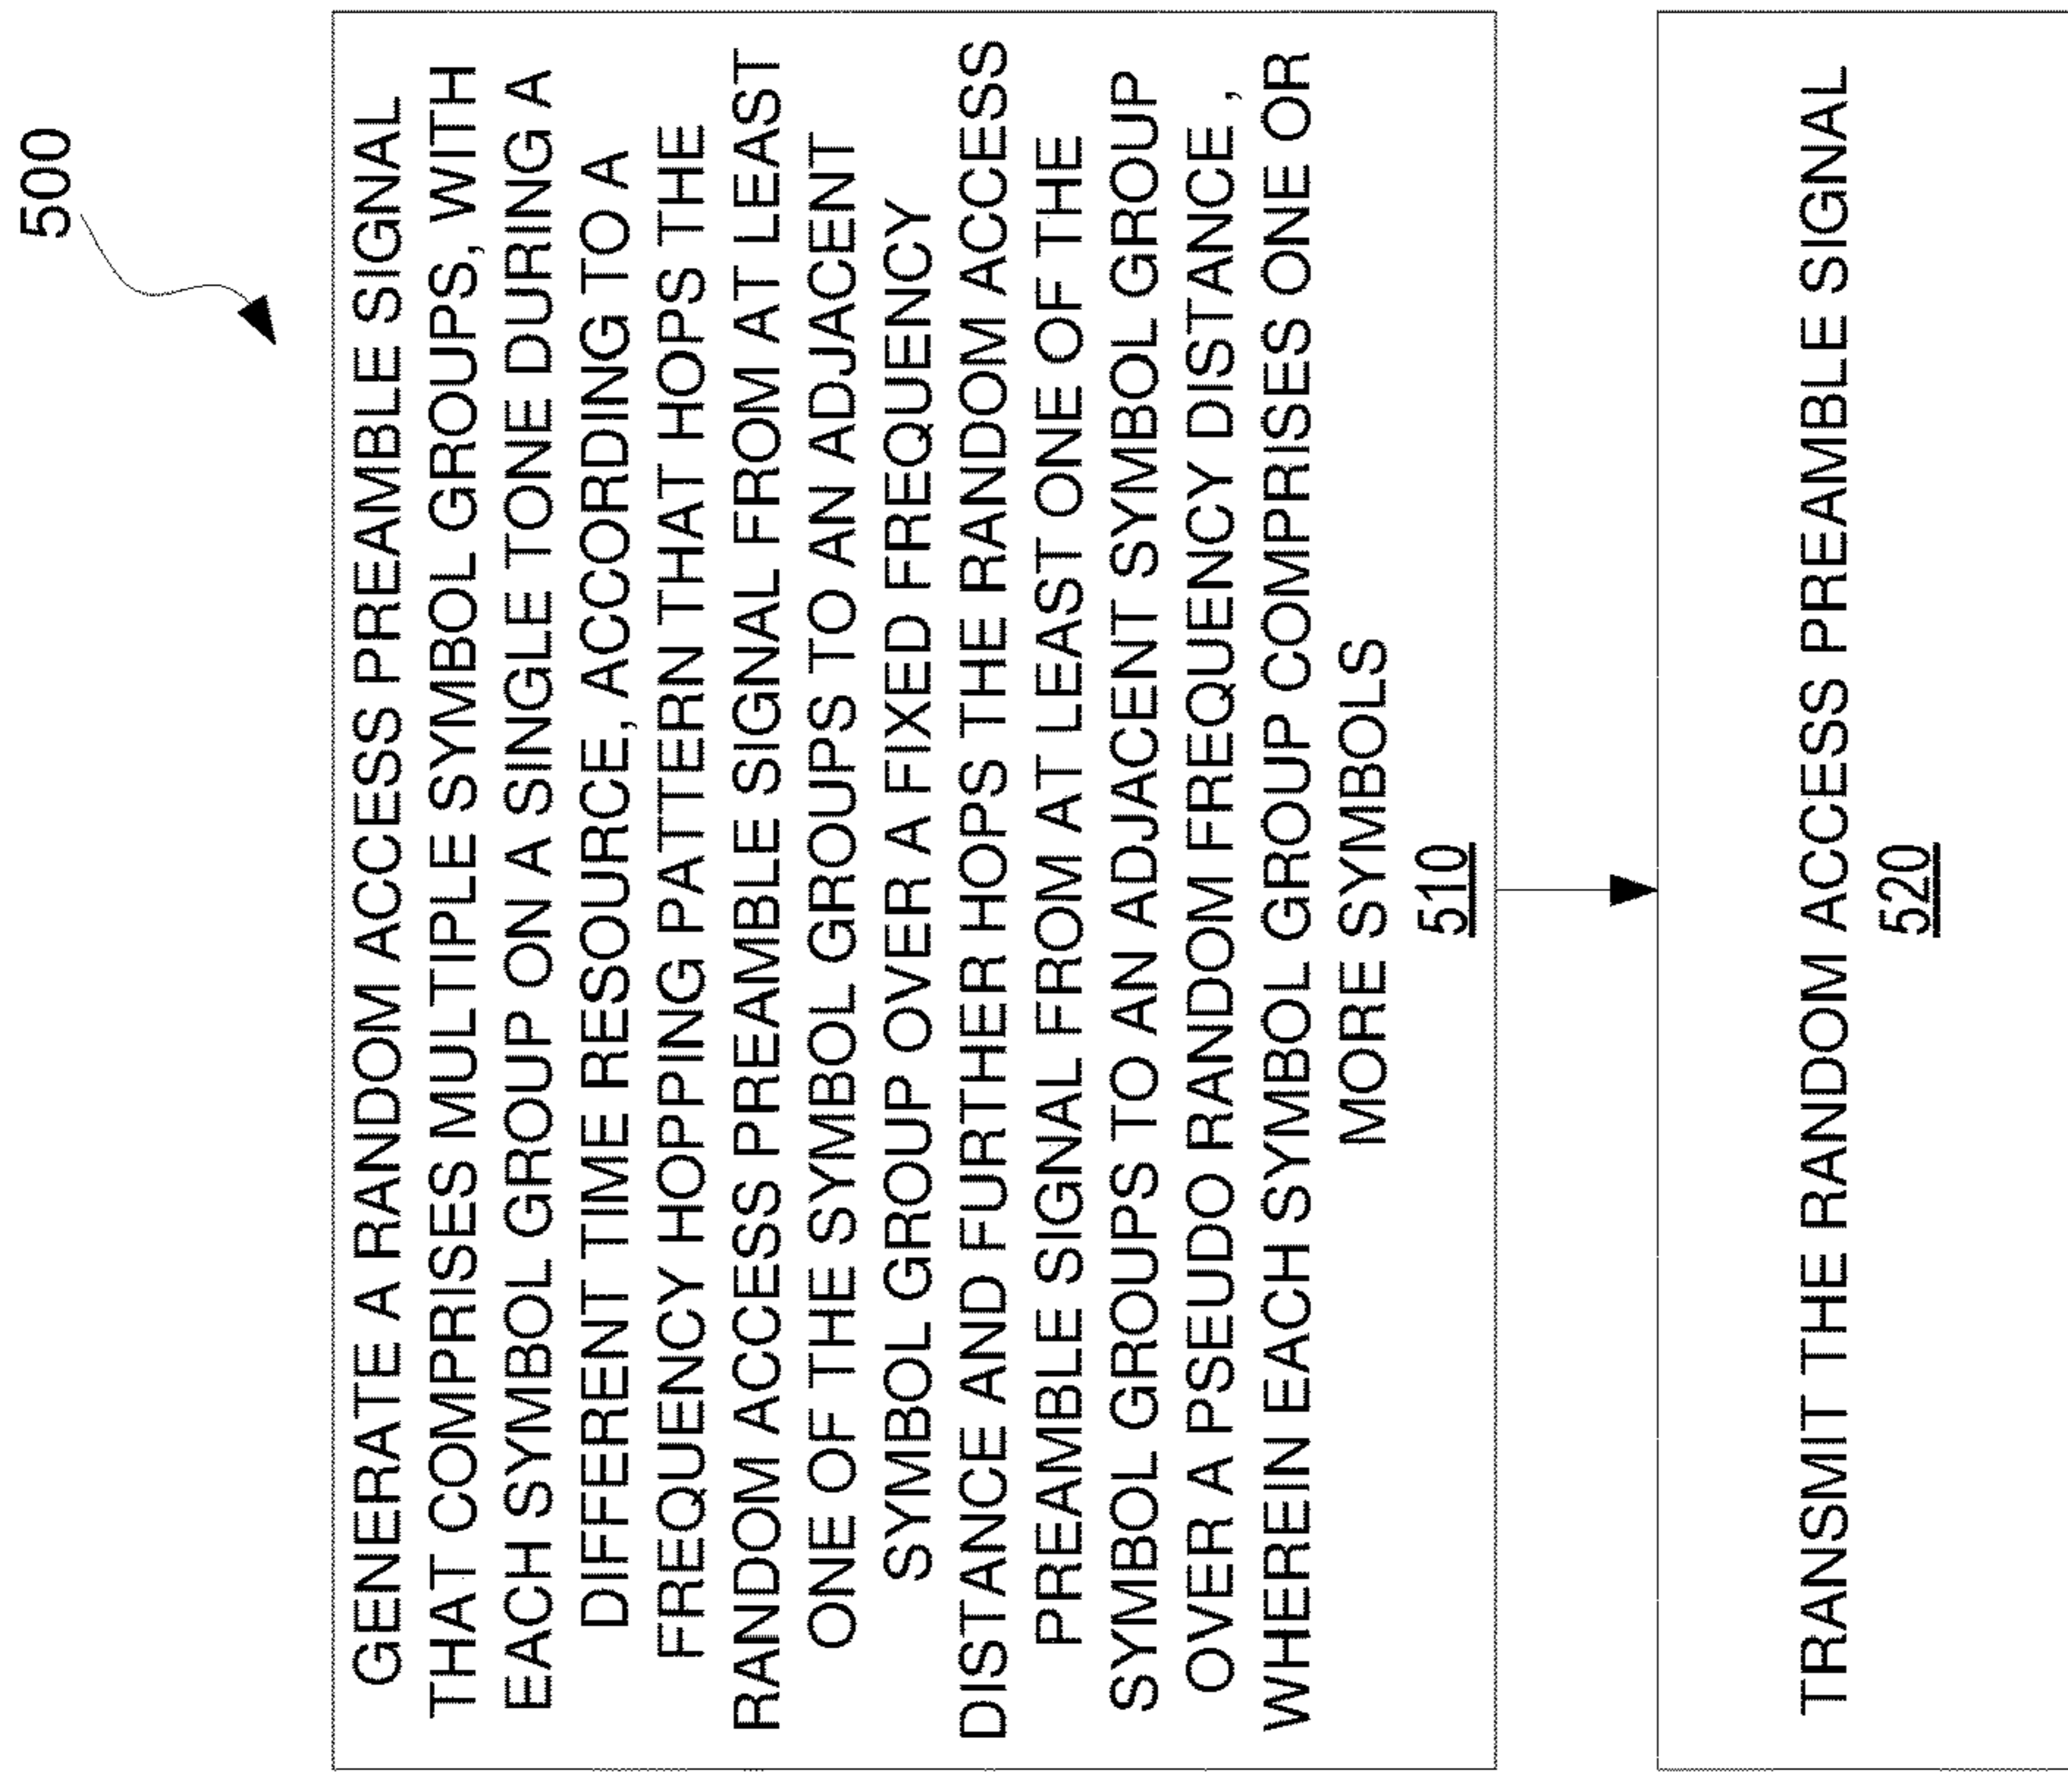 500
GENERATE A RANDOM ACCESS PREAMBLE SIGNAL
THAT COMPRISES MULTIPLE SYMBOL GROUPS, WITH
EACH SYMBOL GROUP ON A SINGLE TONE DURING A
DIFFERENT TIME RESOURCE, ACCORDING TO A
FREQUENCY HOPPING PATTERN THAT HOPS THE
RANDOM ACCESS PREAMBLE SIGNAL FROM AT LEAST
ONE OF THE SYMBOL GROUPS TO AN ADJACENT
SYMBOL GROUP OVER A FIXED FREQUENCY
DISTANCE AND FURTHER HOPS THE RANDOM ACCESS
PREAMBLE SIGNAL FROM AT LEAST ONE OF THE
SYMBOL GROUPS TO AN ADJACENT SYMBOL GROUP
OVER A PSEUDO RANDOM FREQUENCY DISTANCE ,
WHEREIN EACH SYMBOL GROUP COMPRISES ONE OR
MORE SYMBOLS
510
TRANSMIT THE RANDOM ACCESS PREAMBLE SIGNAL
520